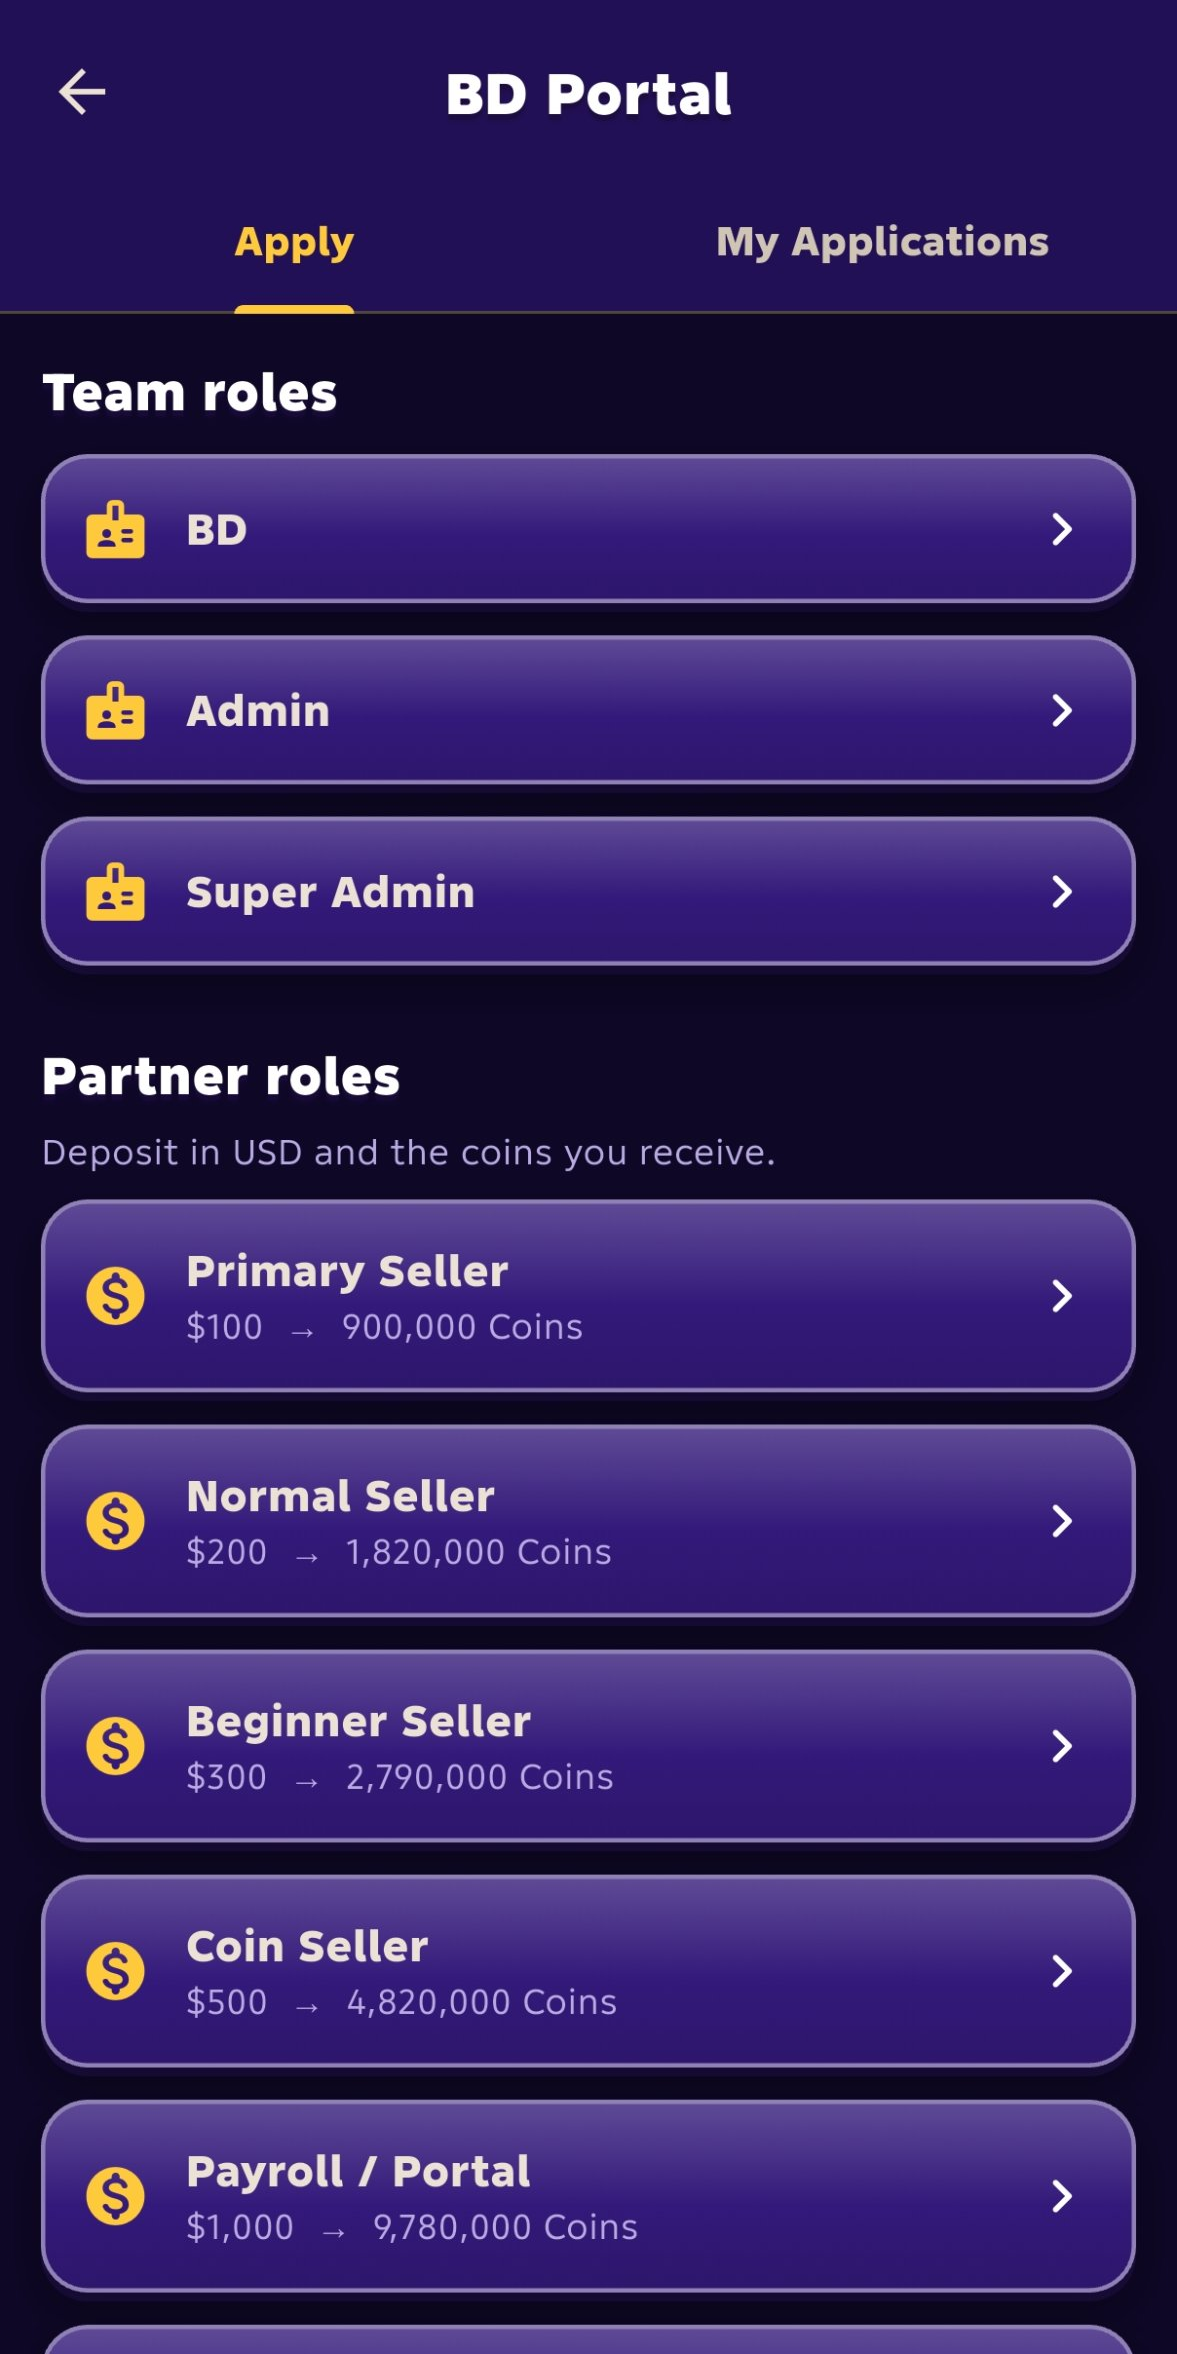 BD Portal
Apply
My Applications
Team roles
BD
Admin
Super Admin
Partner roles
Deposit in USD and the coins you receive.
Primary Seller
$100 → 900,000 Coins
Normal Seller
$200 → 1,820,000 Coins
Beginner Seller
$300 → 2,790,000 Coins
Coin Seller
$500 → 4,820,000 Coins
Payroll / Portal
$1,000 → 9,780,000 Coins